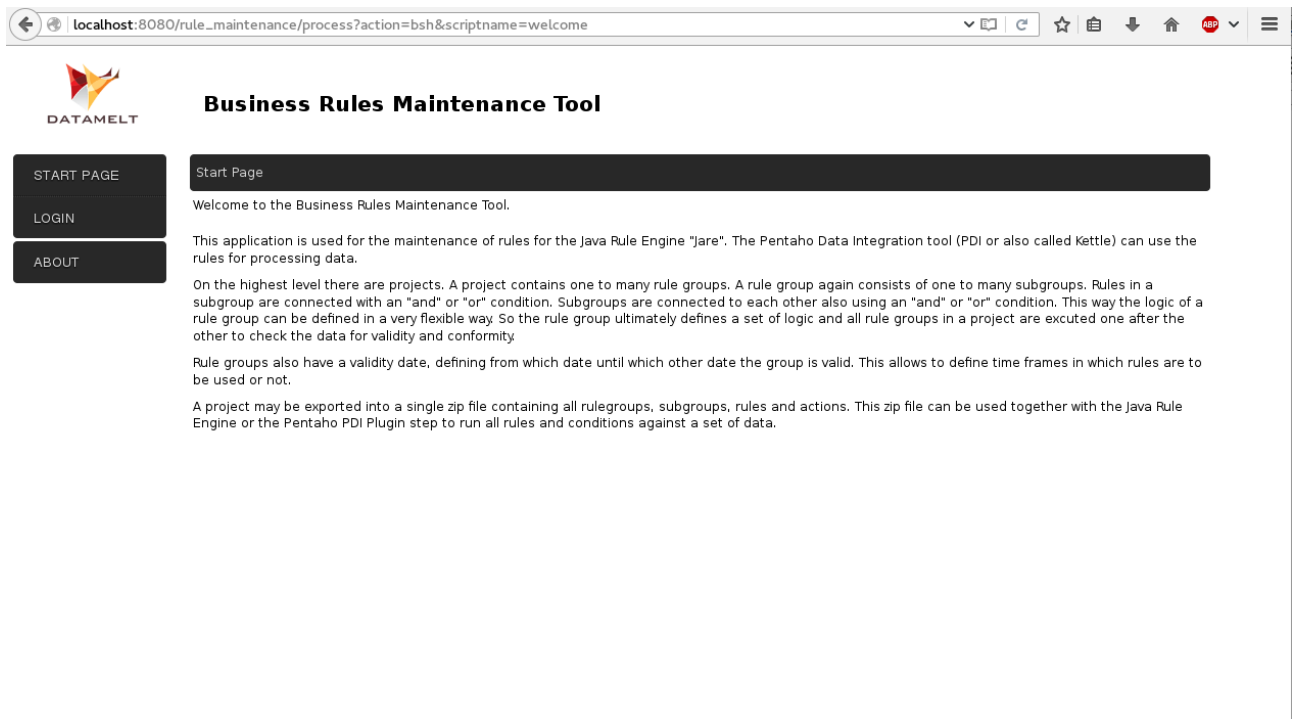 localhost:8080/rule_maintenance/process?action=bsh&scriptname=welcome
ABP
DATAMELT
Business Rules Maintenance Tool
START PAGE
LOGIN
ABOUT
Start Page
Welcome to the Business Rules Maintenance Tool.
This application is used for the maintenance of rules for the Java Rule Engine "Jare". The Pentaho Data Integration tool (PDI or also called Kettle) can use the
rules for processing data.
On the highest level there are projects. A project contains one to many rule groups. A rule group again consists of one to many subgroups. Rules in a
subgroup are connected with an "and" or "or" condition. Subgroups are connected to each other also using an "and" or "or" condition. This way the logic of a
rule group can be defined in a very flexible way. So the rule group ultimately defines a set of logic and all rule groups in a project are excuted one after the
other to check the data for validity and conformity.
Rule groups also have a validity date, defining from which date until which other date the group is valid. This allows to define time frames in which rules are to
be used or not.
A project may be exported into a single zip file containing all rulegroups, subgroups, rules and actions. This zip file can be used together with the Java Rule
Engine or the Pentaho PDI Plugin step to run all rules and conditions against a set of data.